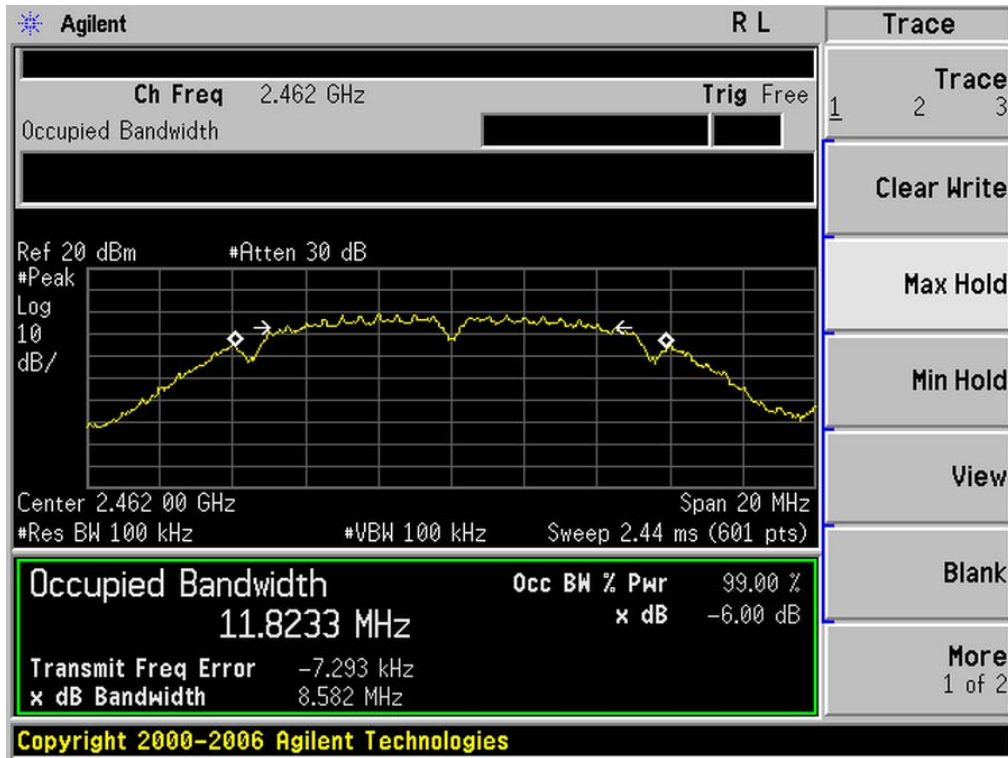 Agilent
R L
Trace
Ch Freq 2.462 GHz
Trig Free
Occupied Bandwidth
Ref 20 dBm #Atten 30 dB
#Peak
Log
10
dB/
Center 2.462 00 GHz Span 20 MHz
#Res BW 100 kHz #VBW 100 kHz Sweep 2.44 ms (601 pts)
Occupied Bandwidth
11.8233 MHz
Occ BW % Pwr 99.00 %
x dB -6.00 dB
Transmit Freq Error -7.293 kHz
x dB Bandwidth 8.582 MHz
Copyright 2000-2006 Agilent Technologies
Trace
1 2 3
Clear Write
Max Hold
Min Hold
View
Blank
More
1 of 2